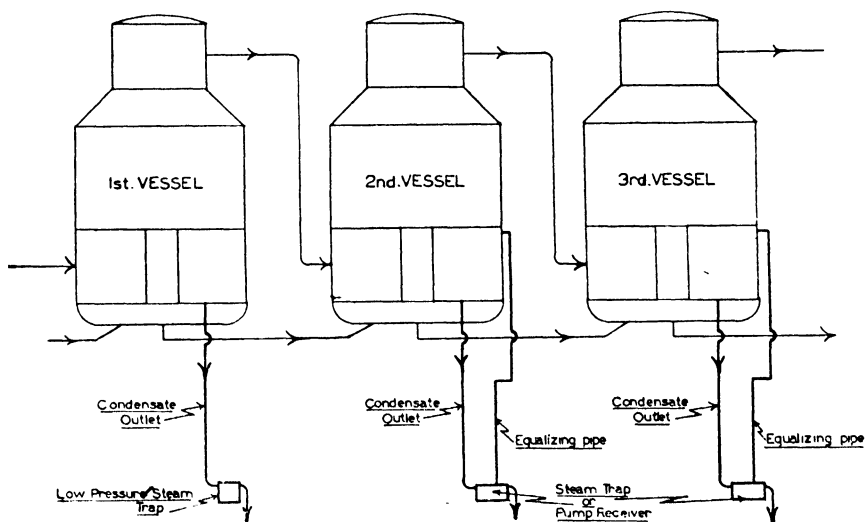 1st. VESSEL
2nd. VESSEL
3rd. VESSEL
Condensate
Outlet
Condensate
Outlet
Equalizing pipe
Condensate
Outlet
Equalizing pipe
Low Pressure Steam
Trap
Steam Trap
or
Pump Receiver